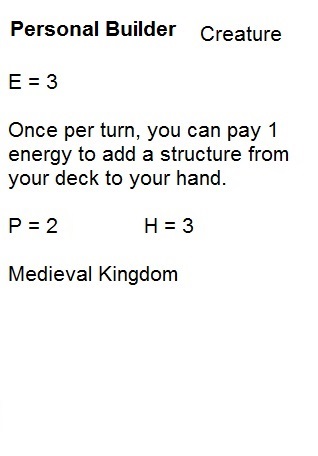 Personal Builder Creature
E = 3
Once per turn, you can pay 1
energy to add a structure from
your deck to your hand.
P = 2 H = 3
Medieval Kingdom